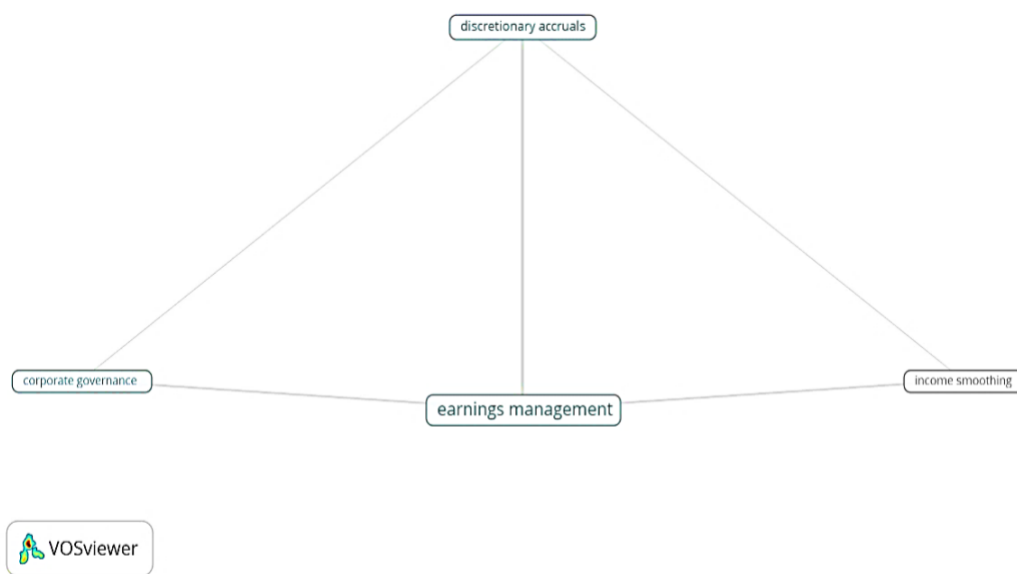 discretionary accruals
corporate governance
income smoothing
earnings management
VOSviewer